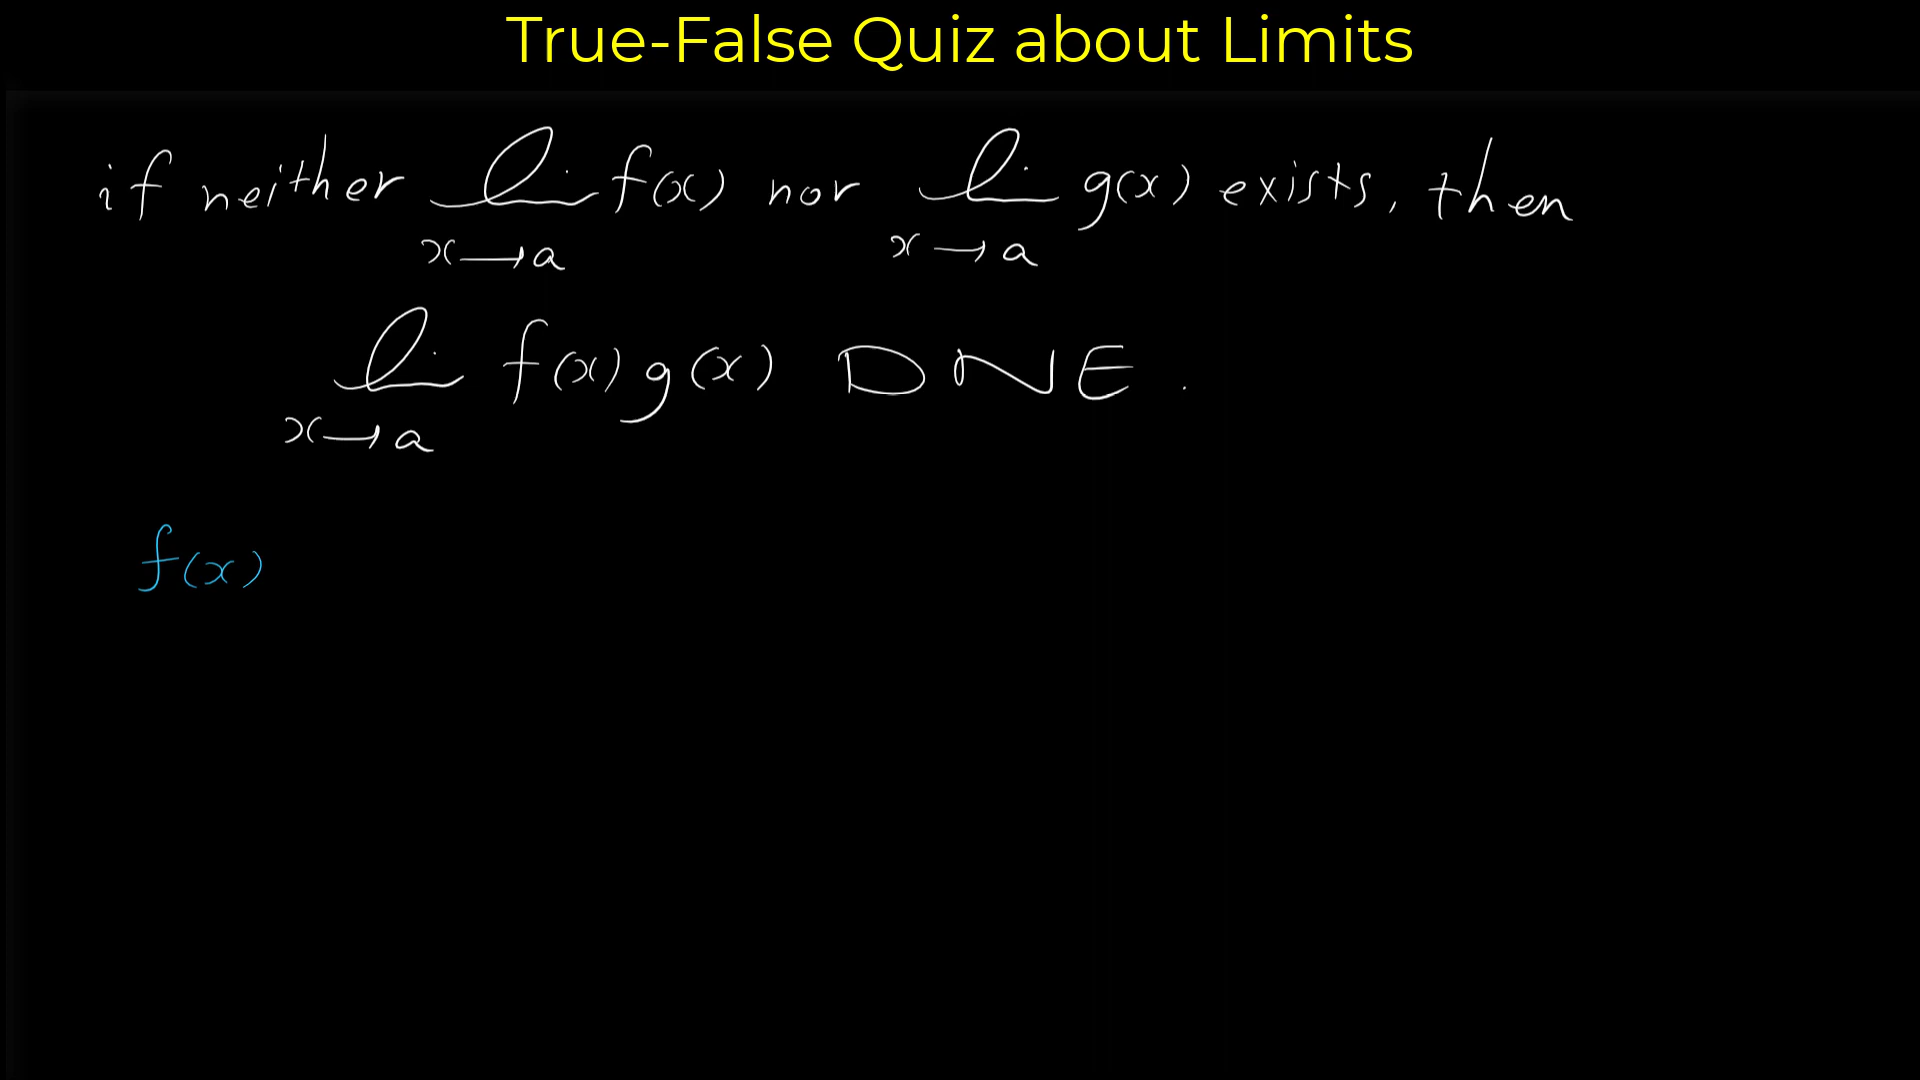 True-False Quiz about Limits
if neither lim f(x) nor lim g(x) exists, then
x→a x→a
lim f(x)g(x) DNE.
x→a
f(x)